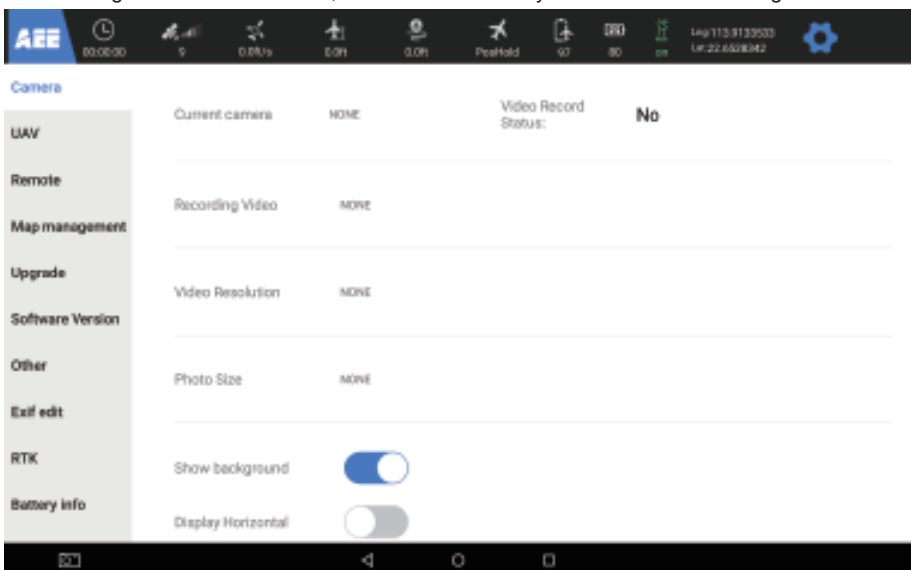 AEE
00:00:00
9
0.0ft/s
0.0ft
0.0ft
PosHold
97
80
on
Camera
Current camera
NONE
Video Record
Status:
No
UAV
Remote
Recording Video
NONE
Map management
Upgrade
Video Resolution
NONE
Software Version
Other
Photo Size
NONE
Exif edit
RTK
Show background
Battery info
Display Horizontal